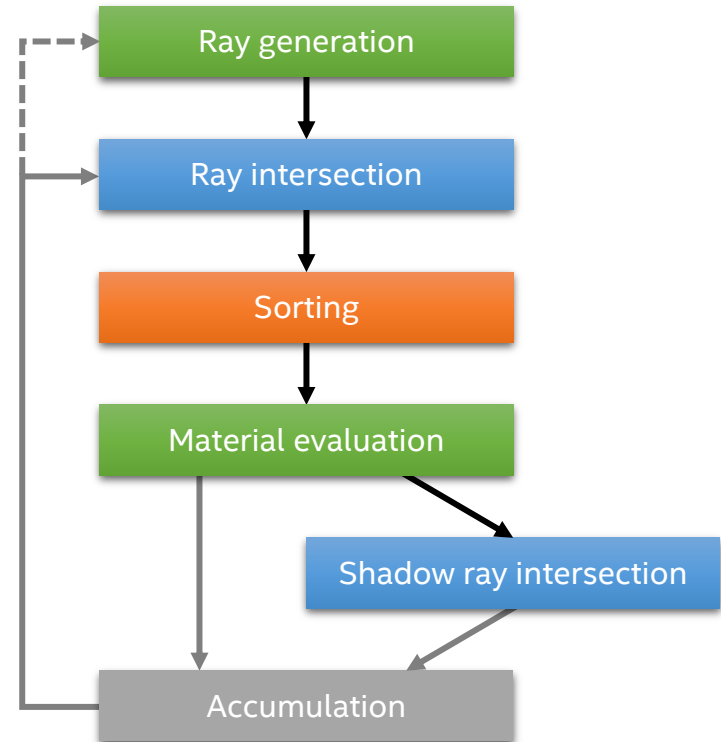 Ray generation
Ray intersection
Sorting
Material evaluation
Shadow ray intersection
Accumulation